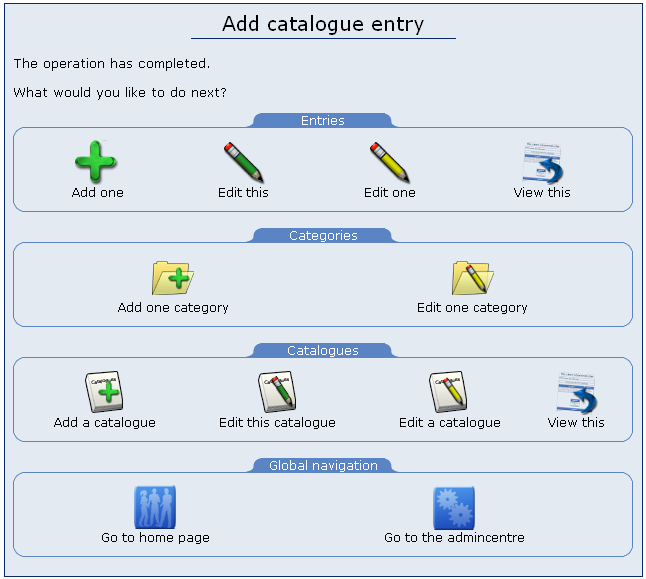 Add catalogue entry
The operation has completed.
What would you like to do next?
Entries
Add one
Edit this
Edit one
View this
Categories
Add one category
Edit one category
Catalogues
Add a catalogue
Edit this catalogue
Edit a catalogue
View this
Global navigation
Go to home page
Go to the admincentre